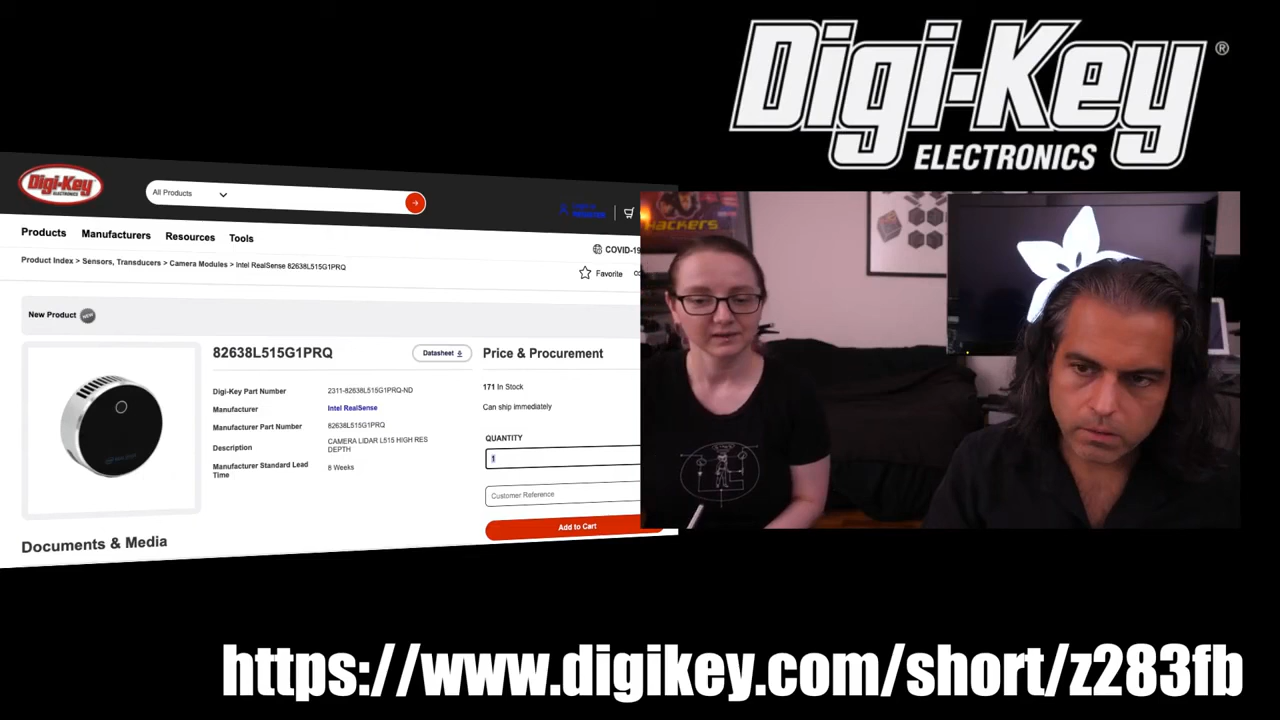 Digi-Key ®
ELECTRONICS
Digi-Key
ELECTRONICS
All Products
REGISTER
Products
Manufacturers
Resources
Tools
COVID-19
Product Index > Sensors, Transducers > Camera Modules > Intel RealSense 82638L515G1PRQ
Favorite
New Product NEW
82638L515G1PRQ
Datasheet
Price & Procurement
Digi-Key Part Number
2311-82638L515G1PRQ-ND
Manufacturer
Intel RealSense
Manufacturer Part Number
82638L515G1PRQ
Description
CAMERA LIDAR L515 HIGH RES
DEPTH
Manufacturer Standard Lead
Time
8 Weeks
171 In Stock
Can ship immediately
QUANTITY
1
Customer Reference
Add to Cart
Documents & Media
Hackers
https://www.digikey.com/short/z283fb